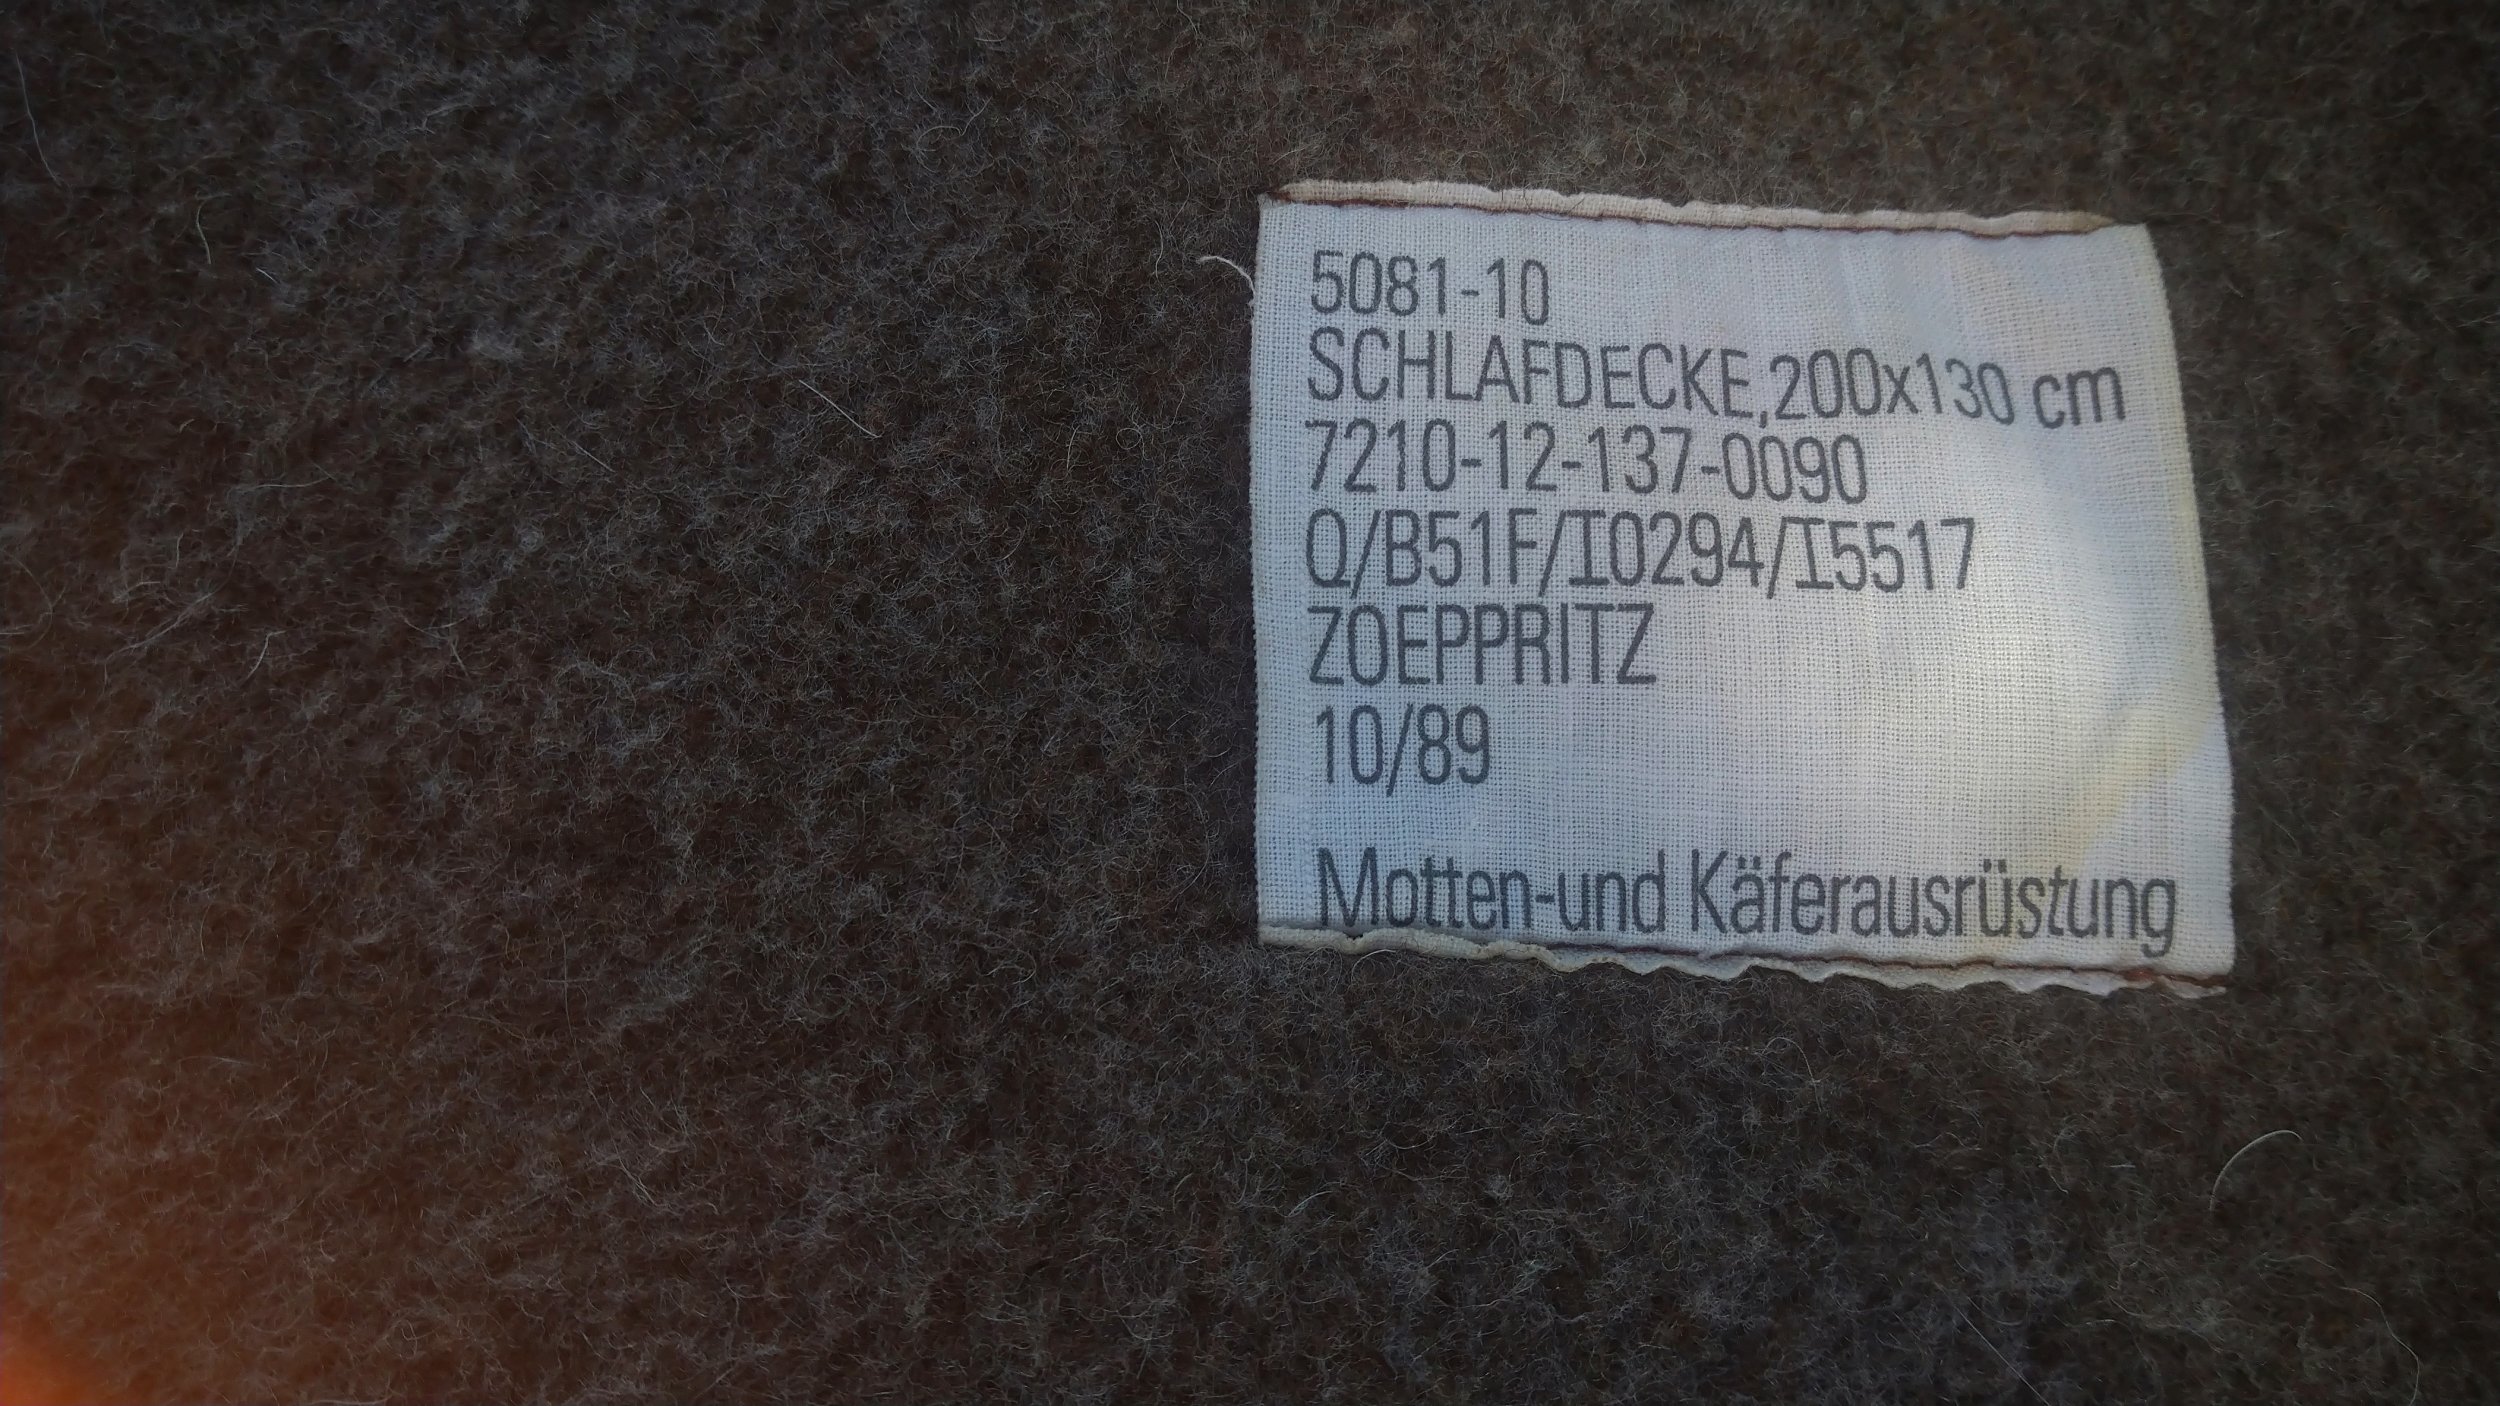 5081-10
SCHLAFDECKE,200x130 cm
7210-12-137-0090
Q/B51F/I0294/I5517
ZOEPPRITZ
10/89
Motten-und Käferausrüstung